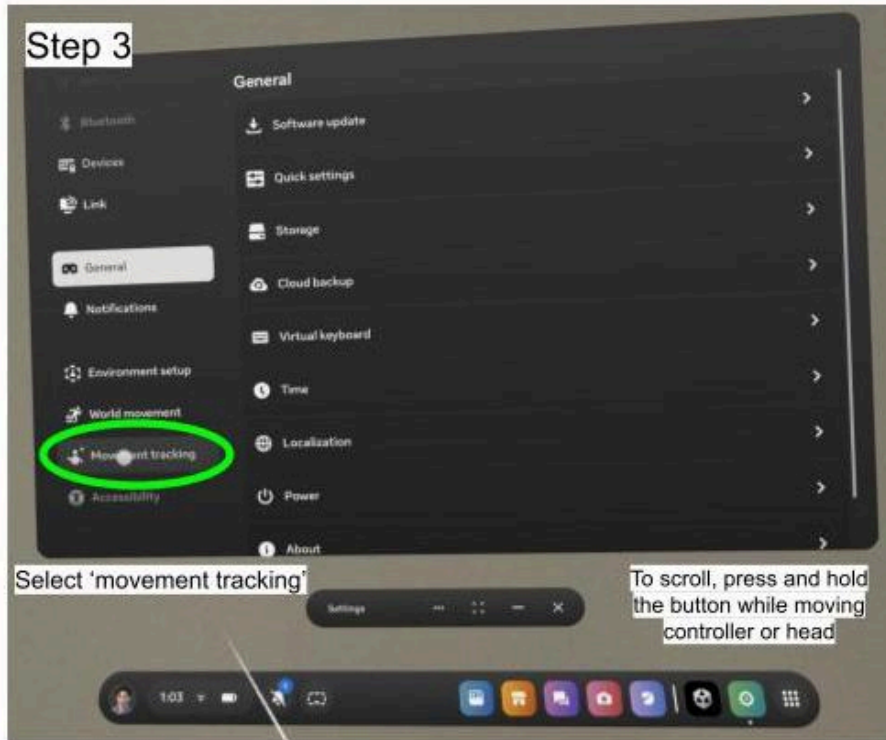 Step 3
General
Bluetooth
Software update
Devices
Quick settings
Link
Storage
General
Cloud backup
Notifications
Virtual keyboard
Environment setup
Time
World movement
Localization
Movement tracking
Accessibility
Power
About
Select ‘movement tracking’
To scroll, press and hold
the button while moving
controller or head
Settings
1:03